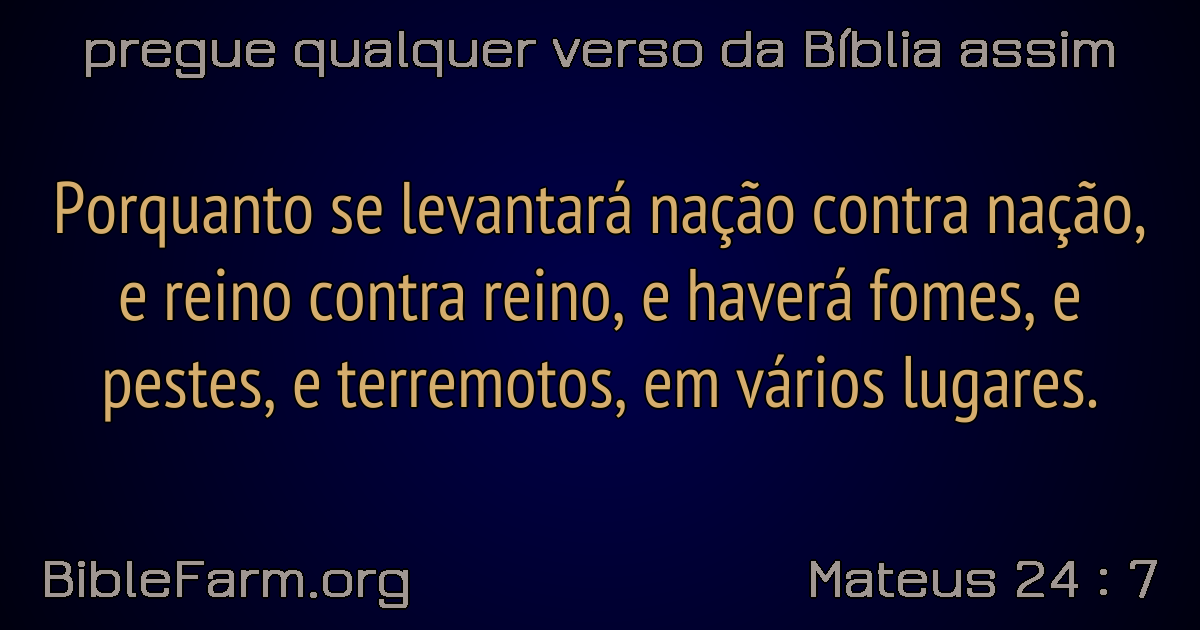 pregue qualquer verso da Bíblia assim
Porquanto se levantará nação contra nação,
e reino contra reino, e haverá fomes, e
pestes, e terremotos, em vários lugares.
BibleFarm.org
Mateus 24 : 7